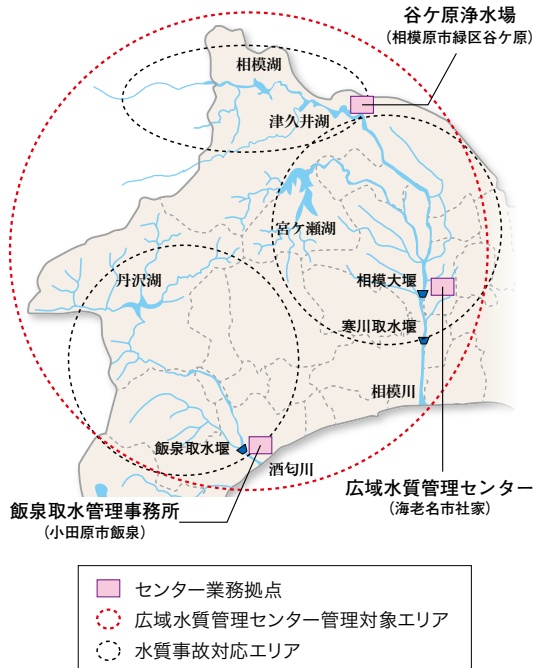 谷ケ原浄水場
（相模原市緑区谷ケ原）
相模湖
津久井湖
宮ケ瀬湖
丹沢湖
相模大堰
寒川取水堰
相模川
飯泉取水堰
酒匂川
広域水質管理センター
（海老名市社家）
飯泉取水管理事務所
（小田原市飯泉）
センター業務拠点
広域水質管理センター管理対象エリア
水質事故対応エリア